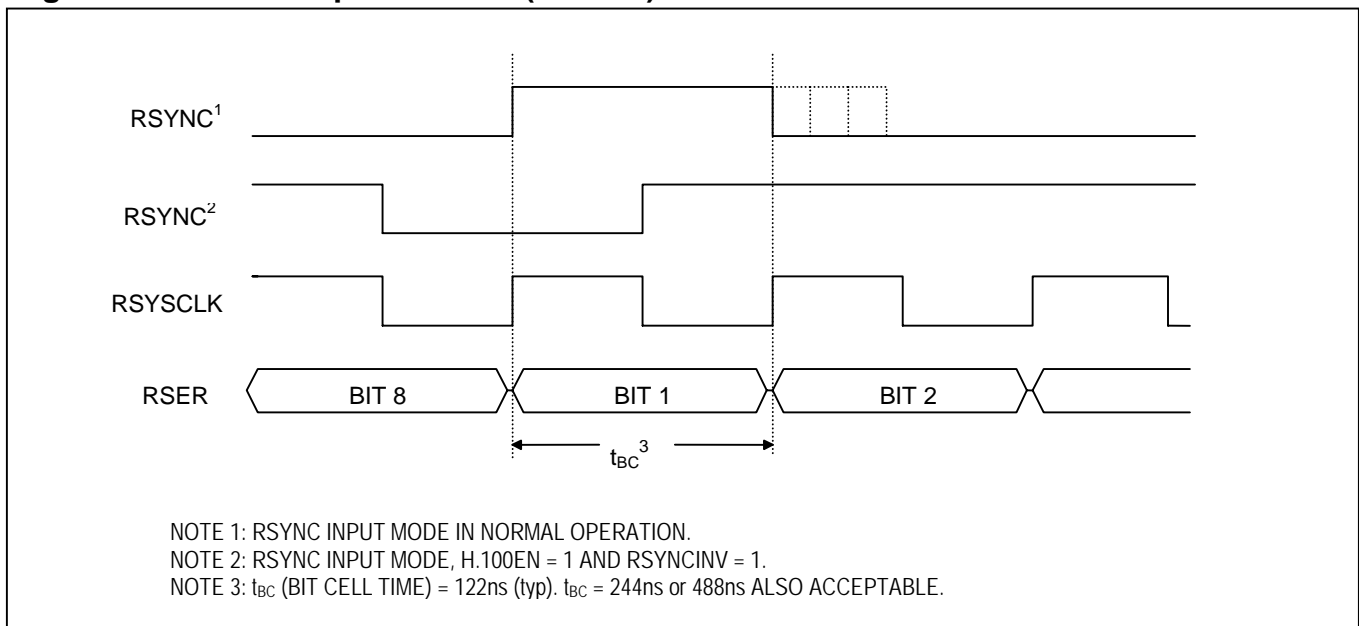 RSYNC¹
RSYNC²
RSYSCLK
RSER
BIT 8
BIT 1
BIT 2
tBC³
NOTE 1: RSYNC INPUT MODE IN NORMAL OPERATION.
NOTE 2: RSYNC INPUT MODE, H.100EN = 1 AND RSYNCINV = 1.
NOTE 3: tBC (BIT CELL TIME) = 122ns (typ). tBC = 244ns or 488ns ALSO ACCEPTABLE.